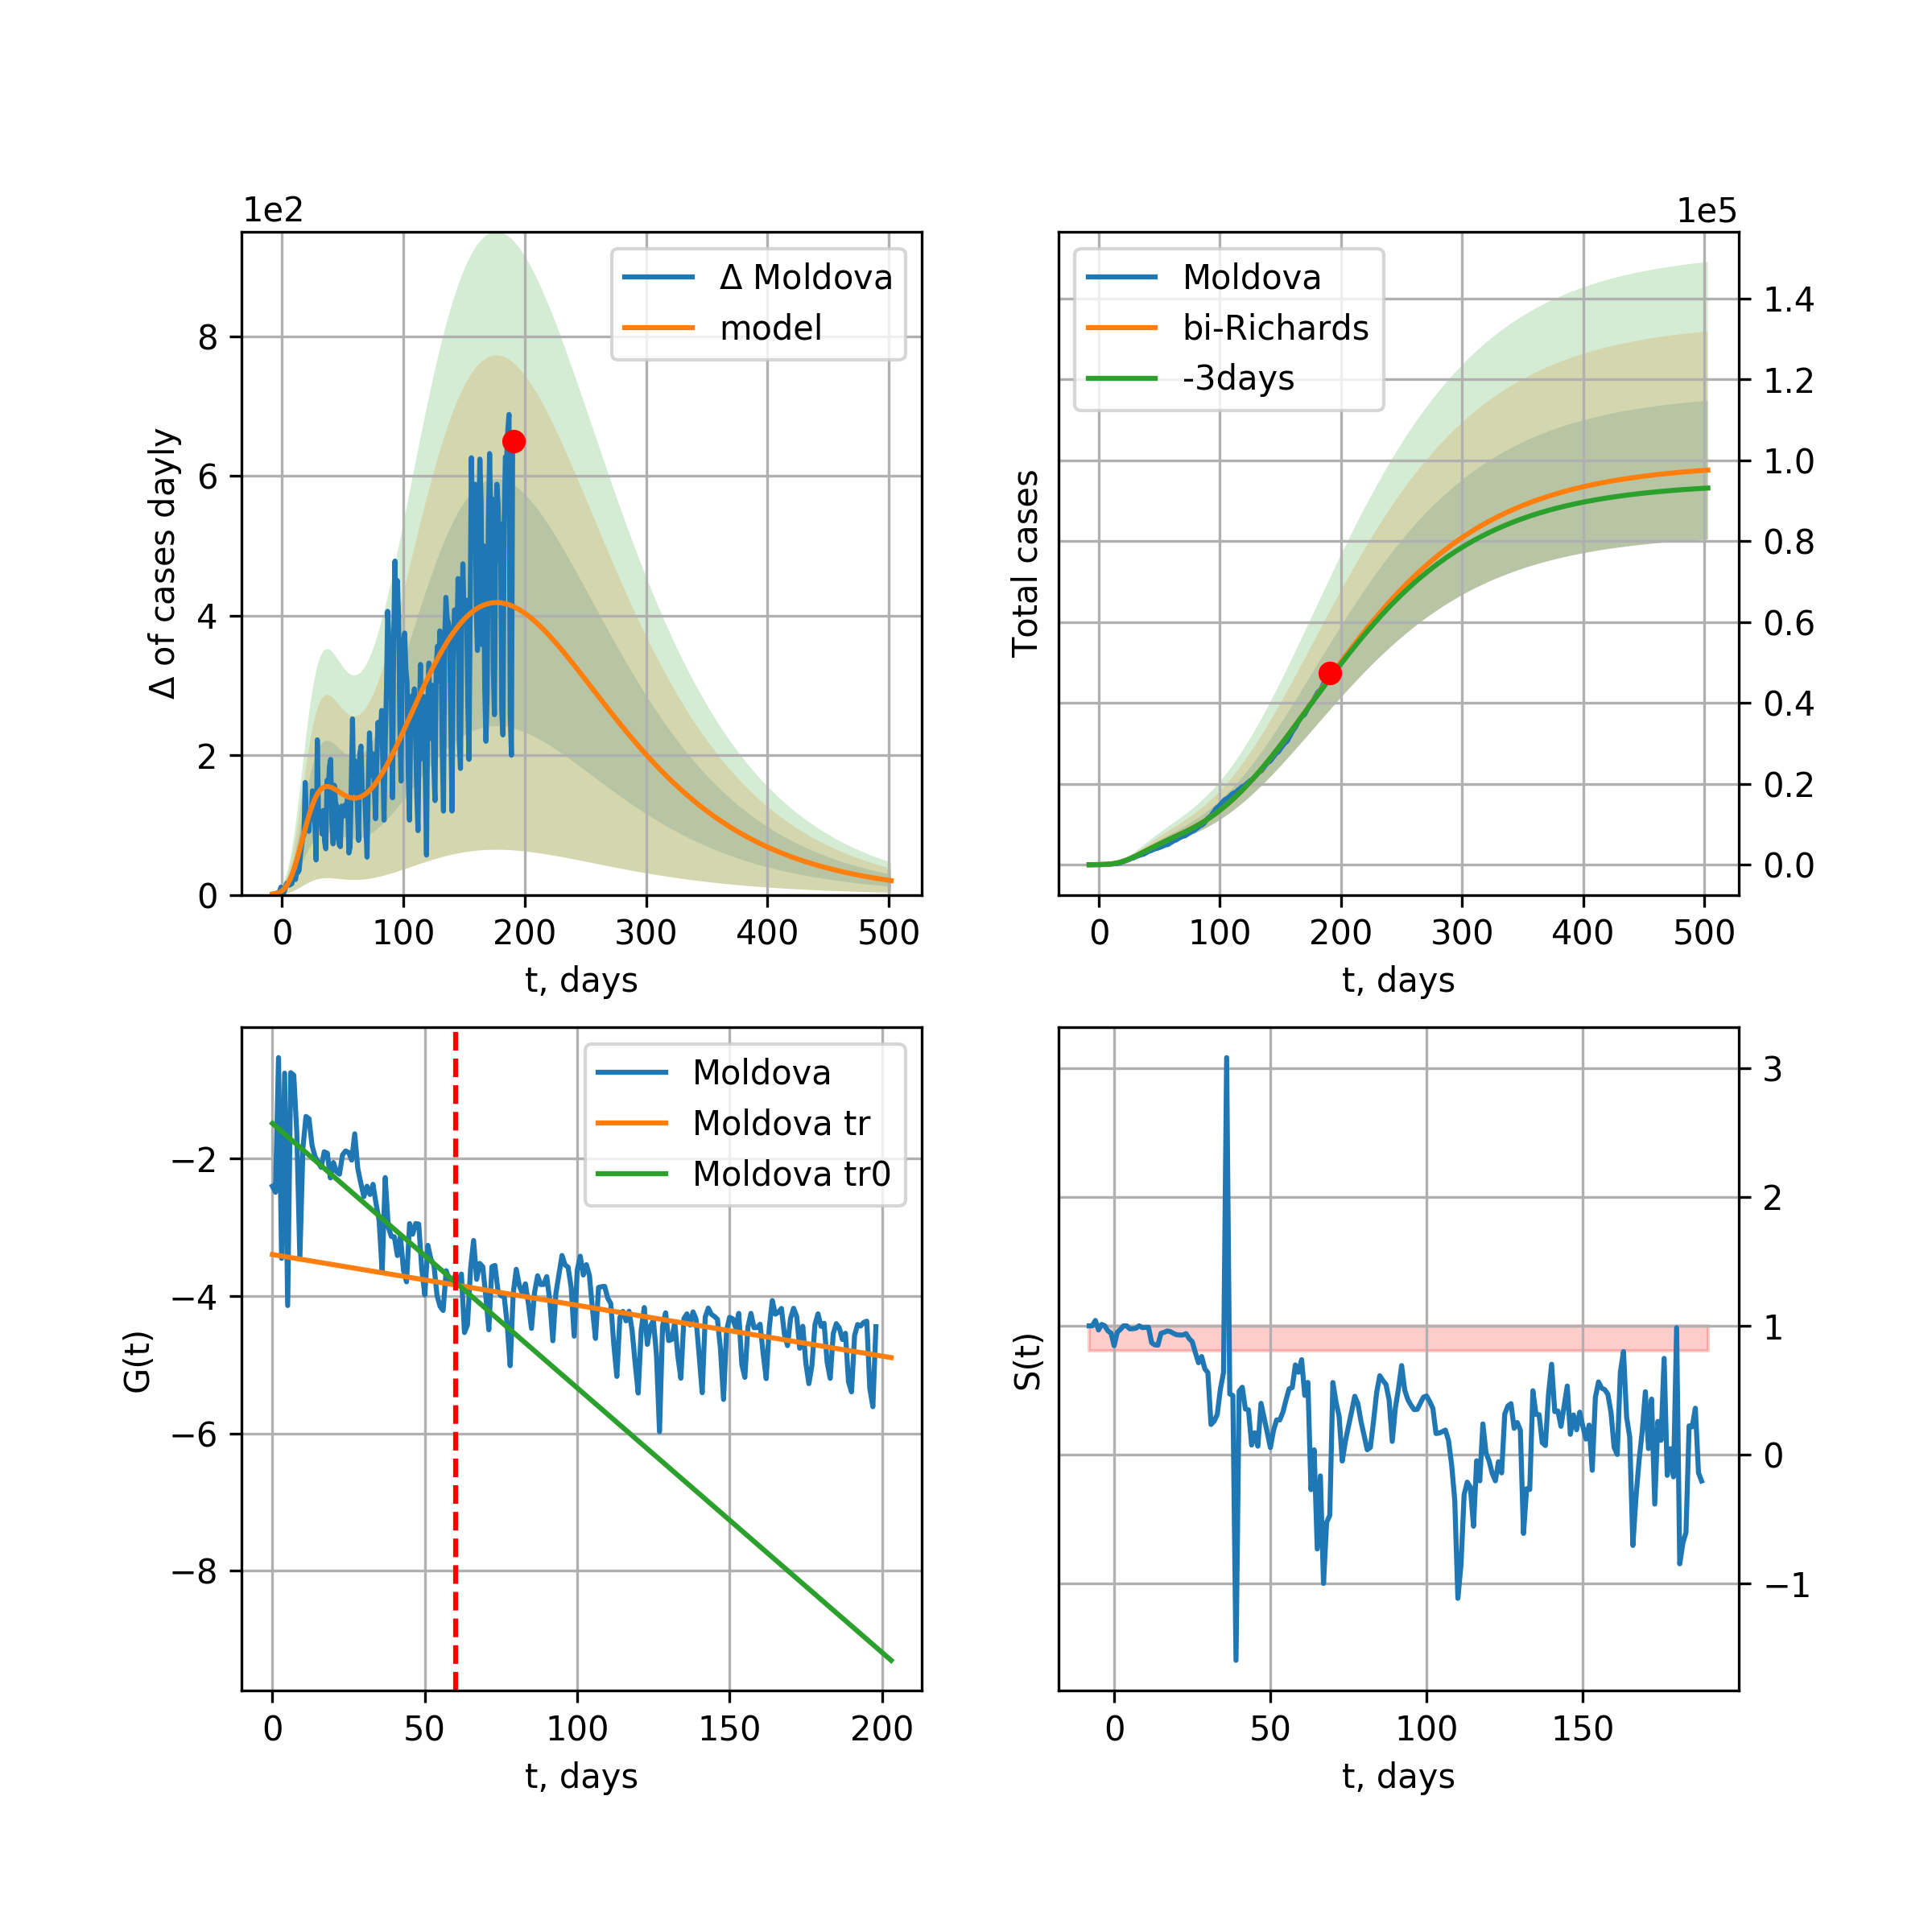 1e2
Δ of cases dayly
8
6
4
2
0
0 100 200 300 400 500
t, days
Δ Moldova
model
1e5
Total cases
1.4
1.2
1.0
0.8
0.6
0.4
0.2
0.0
0 100 200 300 400 500
t, days
Moldova
bi-Richards
-3days
G(t)
−2
−4
−6
−8
0 50 100 150 200
t, days
Moldova
Moldova tr
Moldova tr0
S(t)
3
2
1
0
−1
0 50 100 150
t, days